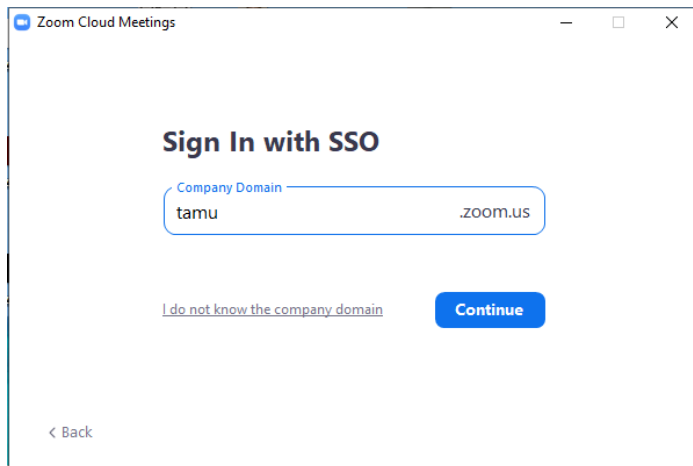 Zoom Cloud Meetings
Sign In with SSO
Company Domain
tamu .zoom.us
I do not know the company domain
Continue
< Back